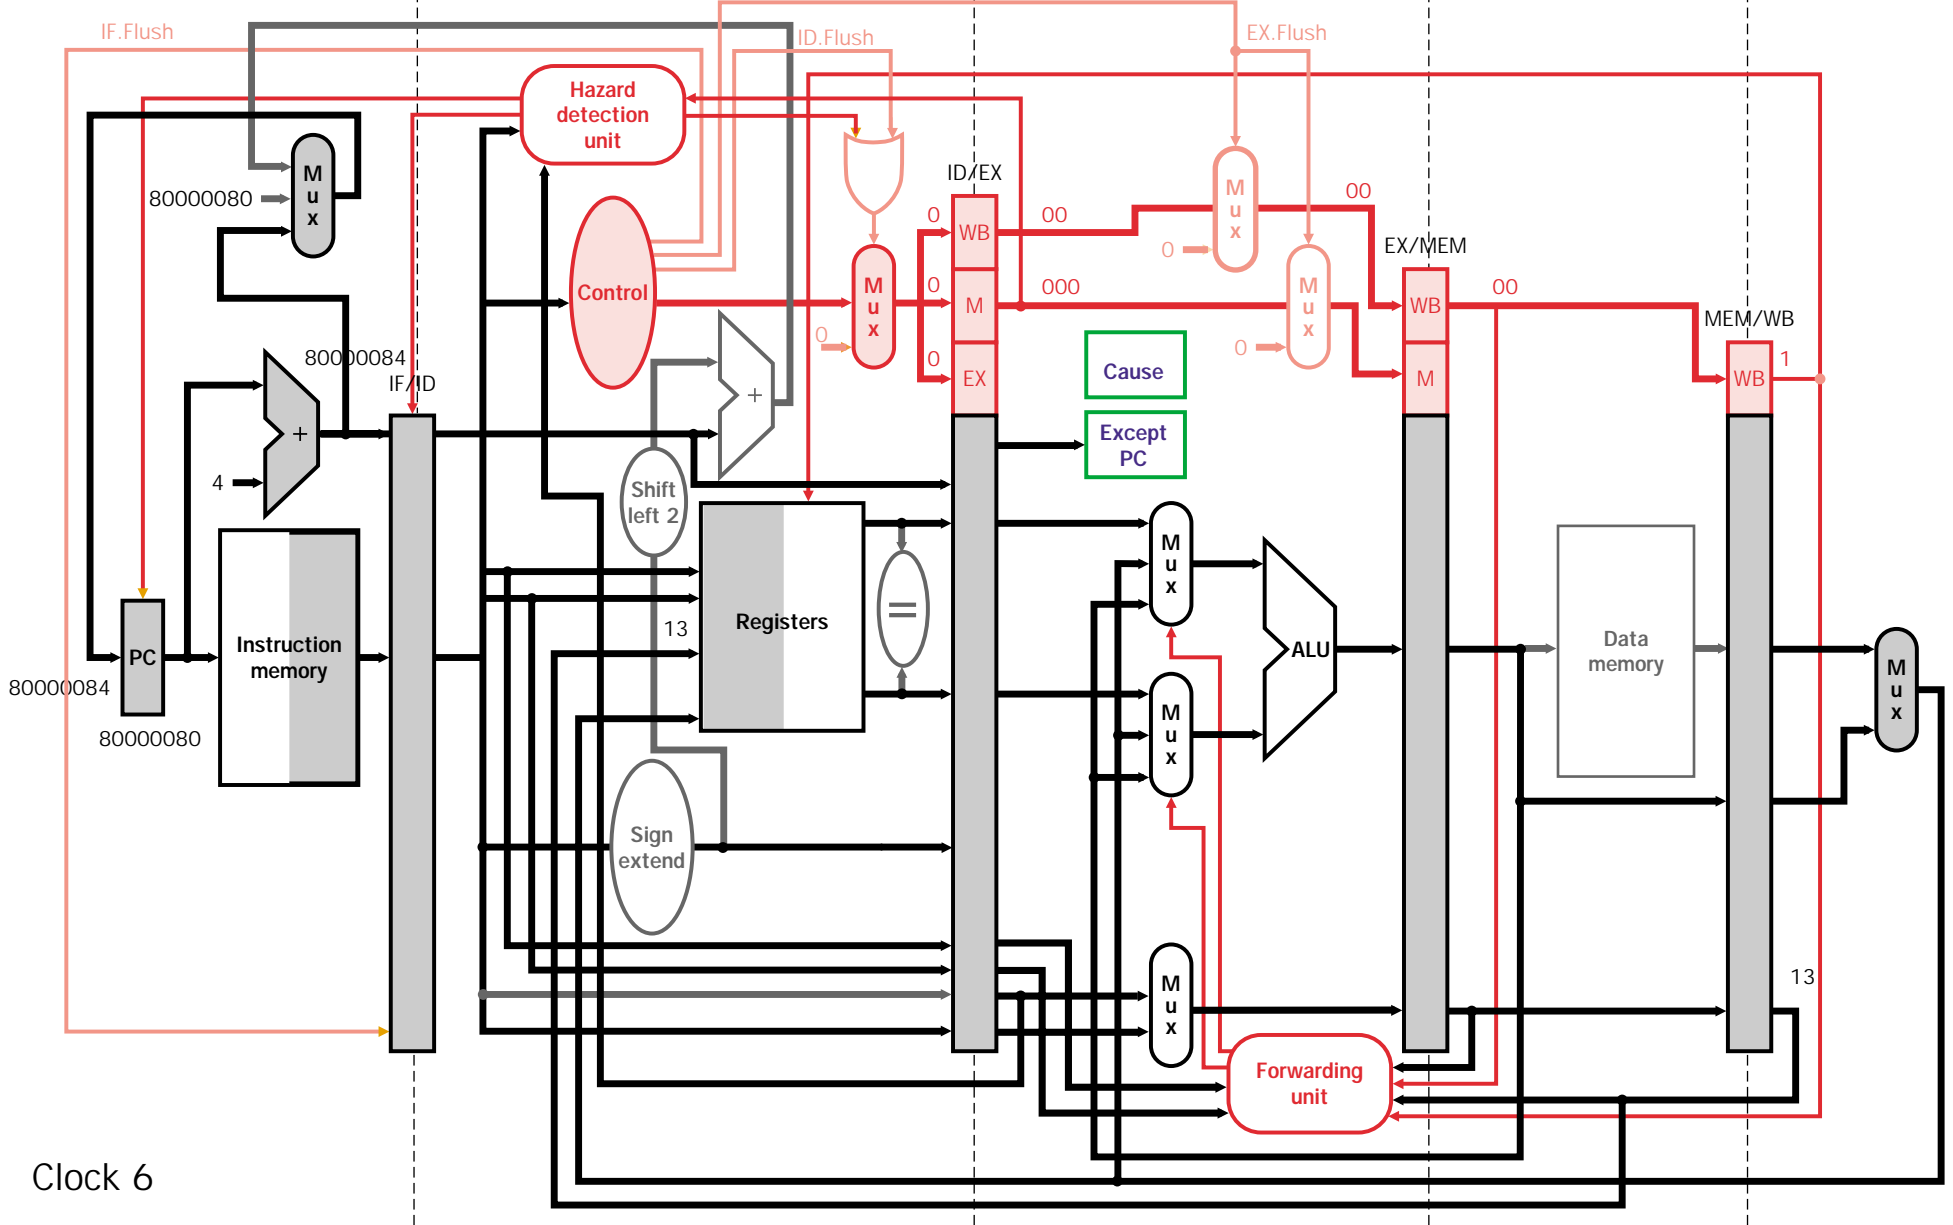 IF.Flush
ID.Flush
EX.Flush
Hazard
detection
unit
M
u
x
80000080
ID/EX
0
WB
00
M
u
x
00
0
Control
M
u
x
0
0
M
000
M
u
x
0
EX/MEM
WB
00
MEM/WB
80000084
IF/ID
+
0
EX
Cause
M
WB
1
+
4
Except
PC
Shift
left 2
M
u
x
PC
Instruction
memory
13
Registers
=
ALU
Data
memory
M
u
x
80000084
80000080
M
u
x
Sign
extend
M
u
x
13
Forwarding
unit
Clock 6